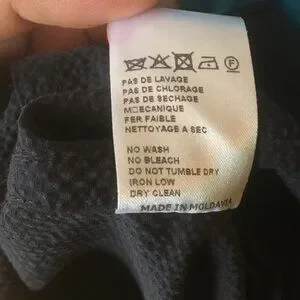 F
PAS DE LAVAGE
PAS DE CHLORAGE
PAS DE SECHAGE
M□ECANIQUE
FER FAIBLE
NETTOYAGE A SEC
NO WASH
NO BLEACH
DO NOT TUMBLE DRY
IRON LOW
DRY CLEAN
MADE IN MOLDAVIA